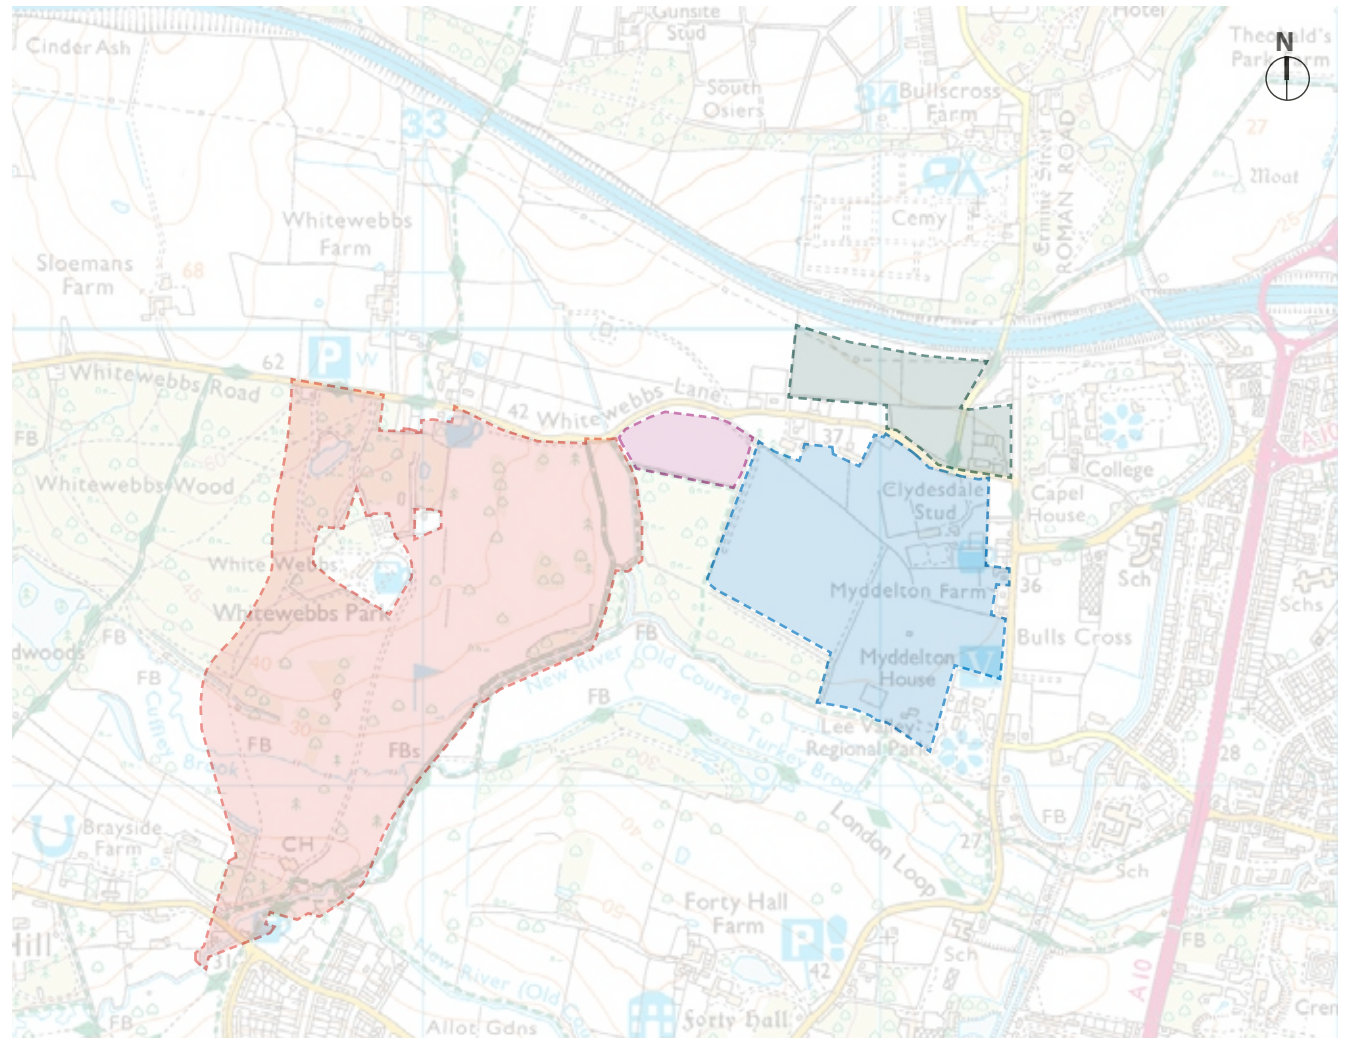 Cinder Ash
Gunsite
Stud
Hotel
Theobald's
Park Farm
N
33
34
South
Osiers
Bullscross
Farm
27
Moat
Ermine Street
ROMAN ROAD
Whitewebbs
Farm
Cemy
37
25
Sloemans
Farm
68
62
P
W
Whitewebbs Road
42
Whitewebbs Lane
37
A10
FB
Whitewebbs Wood
College
Clydesdale
Stud
Capel
House
White Webbs
Whitewebbs Park
45
Myddelton Farm
36
Sch
Schs
FB
FB
Bulls Cross
dwoods
40
Myddelton
House
V
FB
New River (Old Course)
FB
Cuffley
Brook
30
FB
FBs
Lee Valley
Regional Park
Turkey Brook
28
Brayside
Farm
CH
40
London Loop
27
FB
Sch
50
Forty Hall
Farm
P
!
42
Hill
31
Sch
FB
New River (Old
A10
FB
Allot Gdns
Forty Hall
Cren